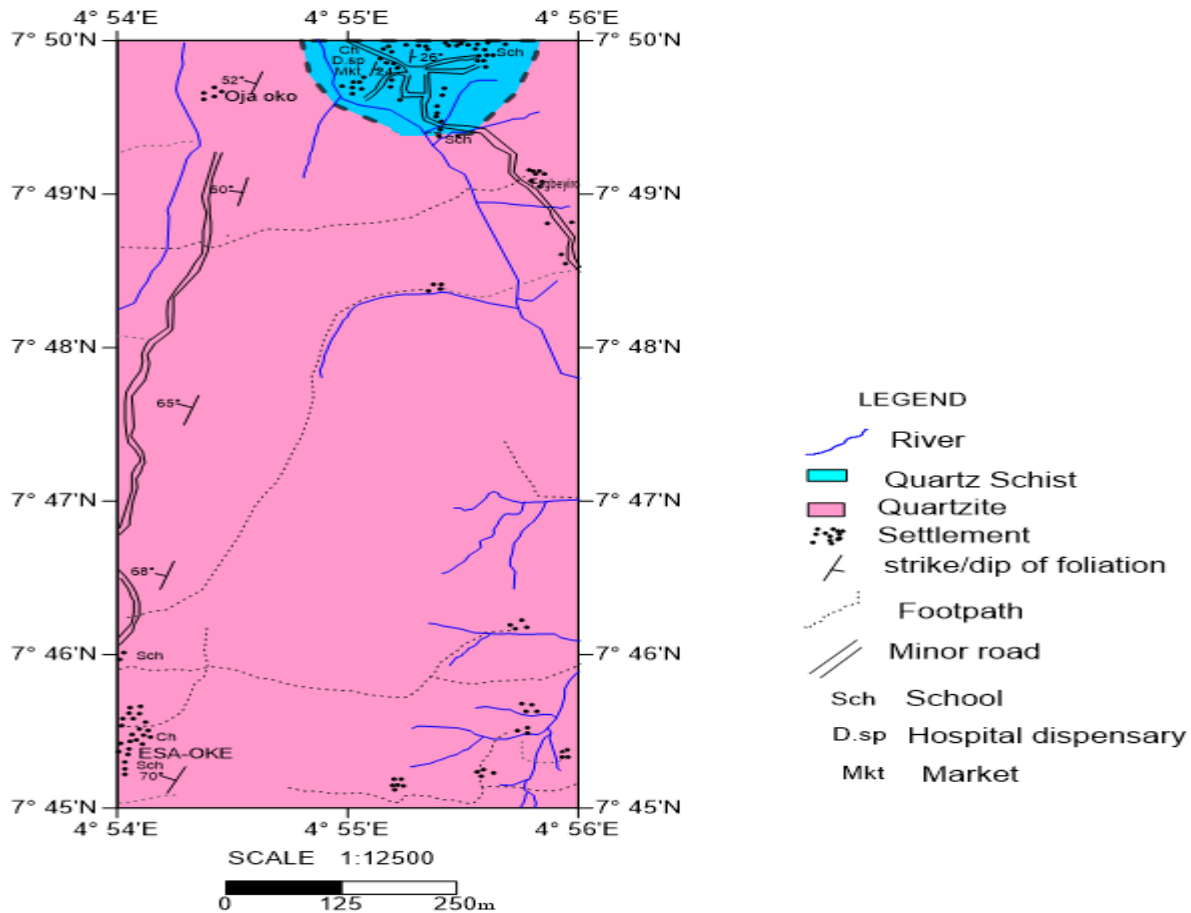 4° 54'E 4° 55'E 4° 56'E
7° 50'N 7° 50'N
Ch
D.sp
Mkt 24° 26° Sch
52°
Oja oko
Sch
7° 49'N 7° 49'N
60°
7° 48'N 7° 48'N
65°
7° 47'N 7° 47'N
68°
7° 46'N 7° 46'N
Sch
Ch
ESA-OKE
Sch
70°
7° 45'N 7° 45'N
4° 54'E 4° 55'E 4° 56'E
SCALE 1:12500
0 125 250m
LEGEND
River
Quartz Schist
Quartzite
Settlement
strike/dip of foliation
Footpath
Minor road
Sch School
D.sp Hospital dispensary
Mkt Market